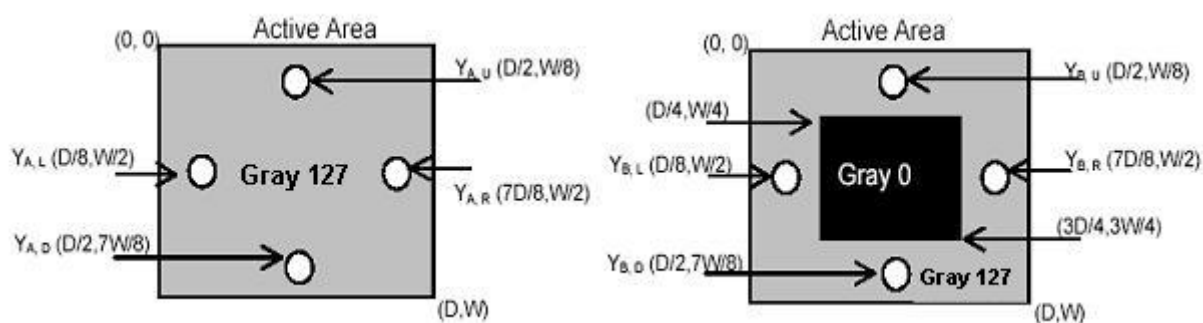 Active Area
(0, 0)
YA, U (D/2,W/8)
YA, L (D/8,W/2)
Gray 127
YA, R (7D/8,W/2)
YA, D (D/2,7W/8)
(D,W)
Active Area
(0, 0)
YB, U (D/2,W/8)
(D/4,W/4)
YB, L (D/8,W/2)
Gray 0
YB, R (7D/8,W/2)
(3D/4,3W/4)
YB, D (D/2,7W/8)
Gray 127
(D,W)